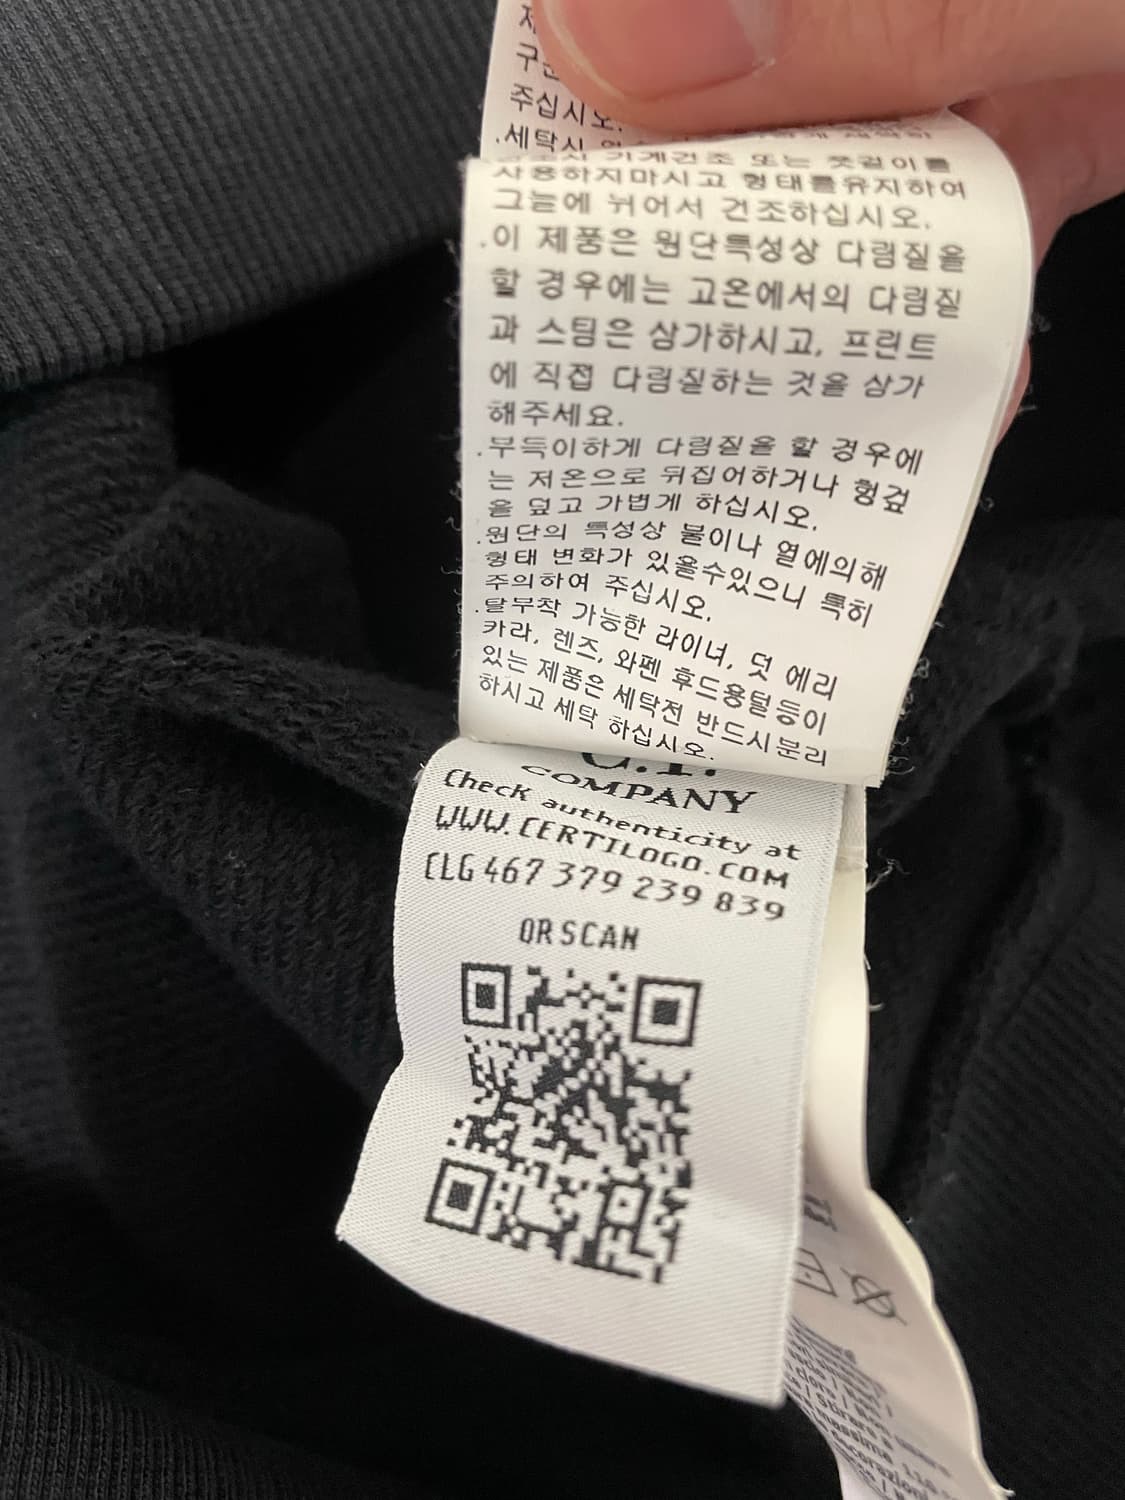 주십시오.
.세탁시
사용하지마시고 형태를유지하여
그늘에 뉘어서 건조하십시오.
.이 제품은 원단특성상 다림질을
할 경우에는 고온에서의 다림질
과 스팀은 삼가하시고, 프린트
에 직접 다림질하는 것을 삼가
해주세요.
.부득이하게 다림질을 할 경우에
는 저온으로 뒤집어하거나 헝겊
을 덮고 가볍게 하십시오.
.원단의 특성상 불이나 열에의해
형태 변화가 있을수있으니 특히
주의하여 주십시오.
.탈부착 가능한 라이너, 덧 에리
카라, 렌즈, 와펜 후드용털등이
있는 제품은 세탁전 반드시분리
하시고 세탁 하십시오.
C.P.
COMPANY
Check authenticity at
WWW.CERTILOGO.COM
CLG 467 379 239 839
OR SCAN